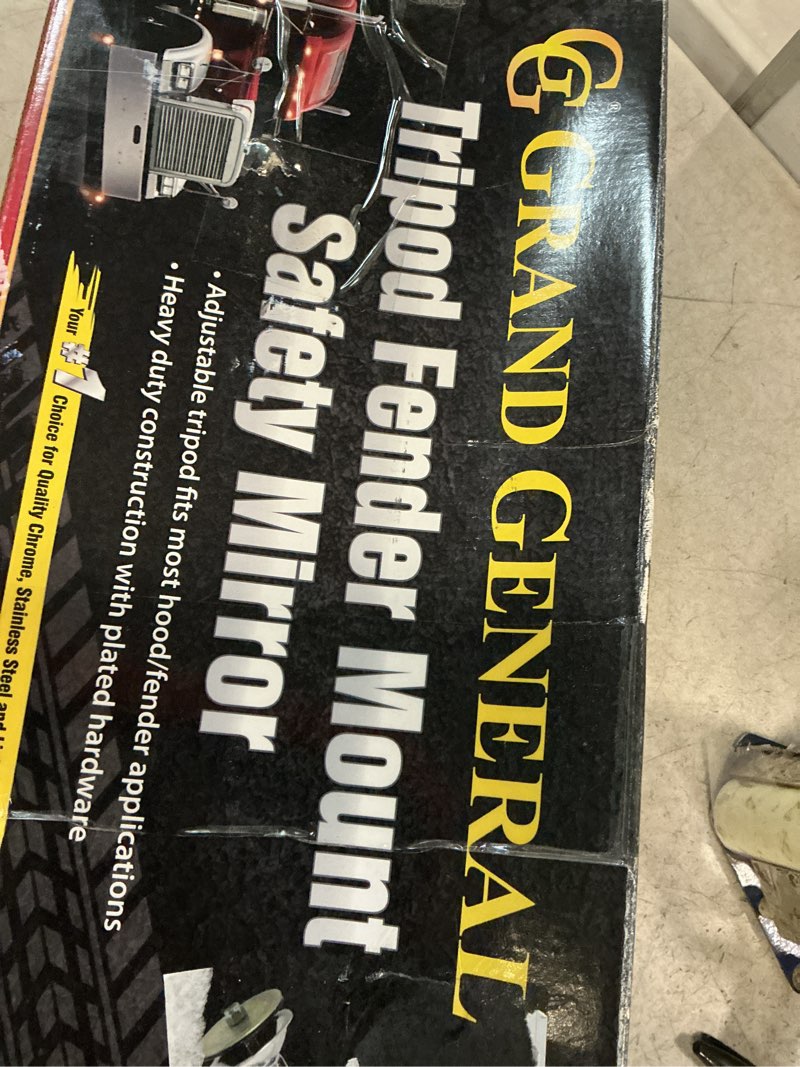 GG® GRAND GENERAL
Tripod Fender Mount
Safety Mirror
• Adjustable tripod fits most hood/fender applications
• Heavy duty construction with plated hardware
Your #1 Choice for Quality Chrome, Stainless Steel and